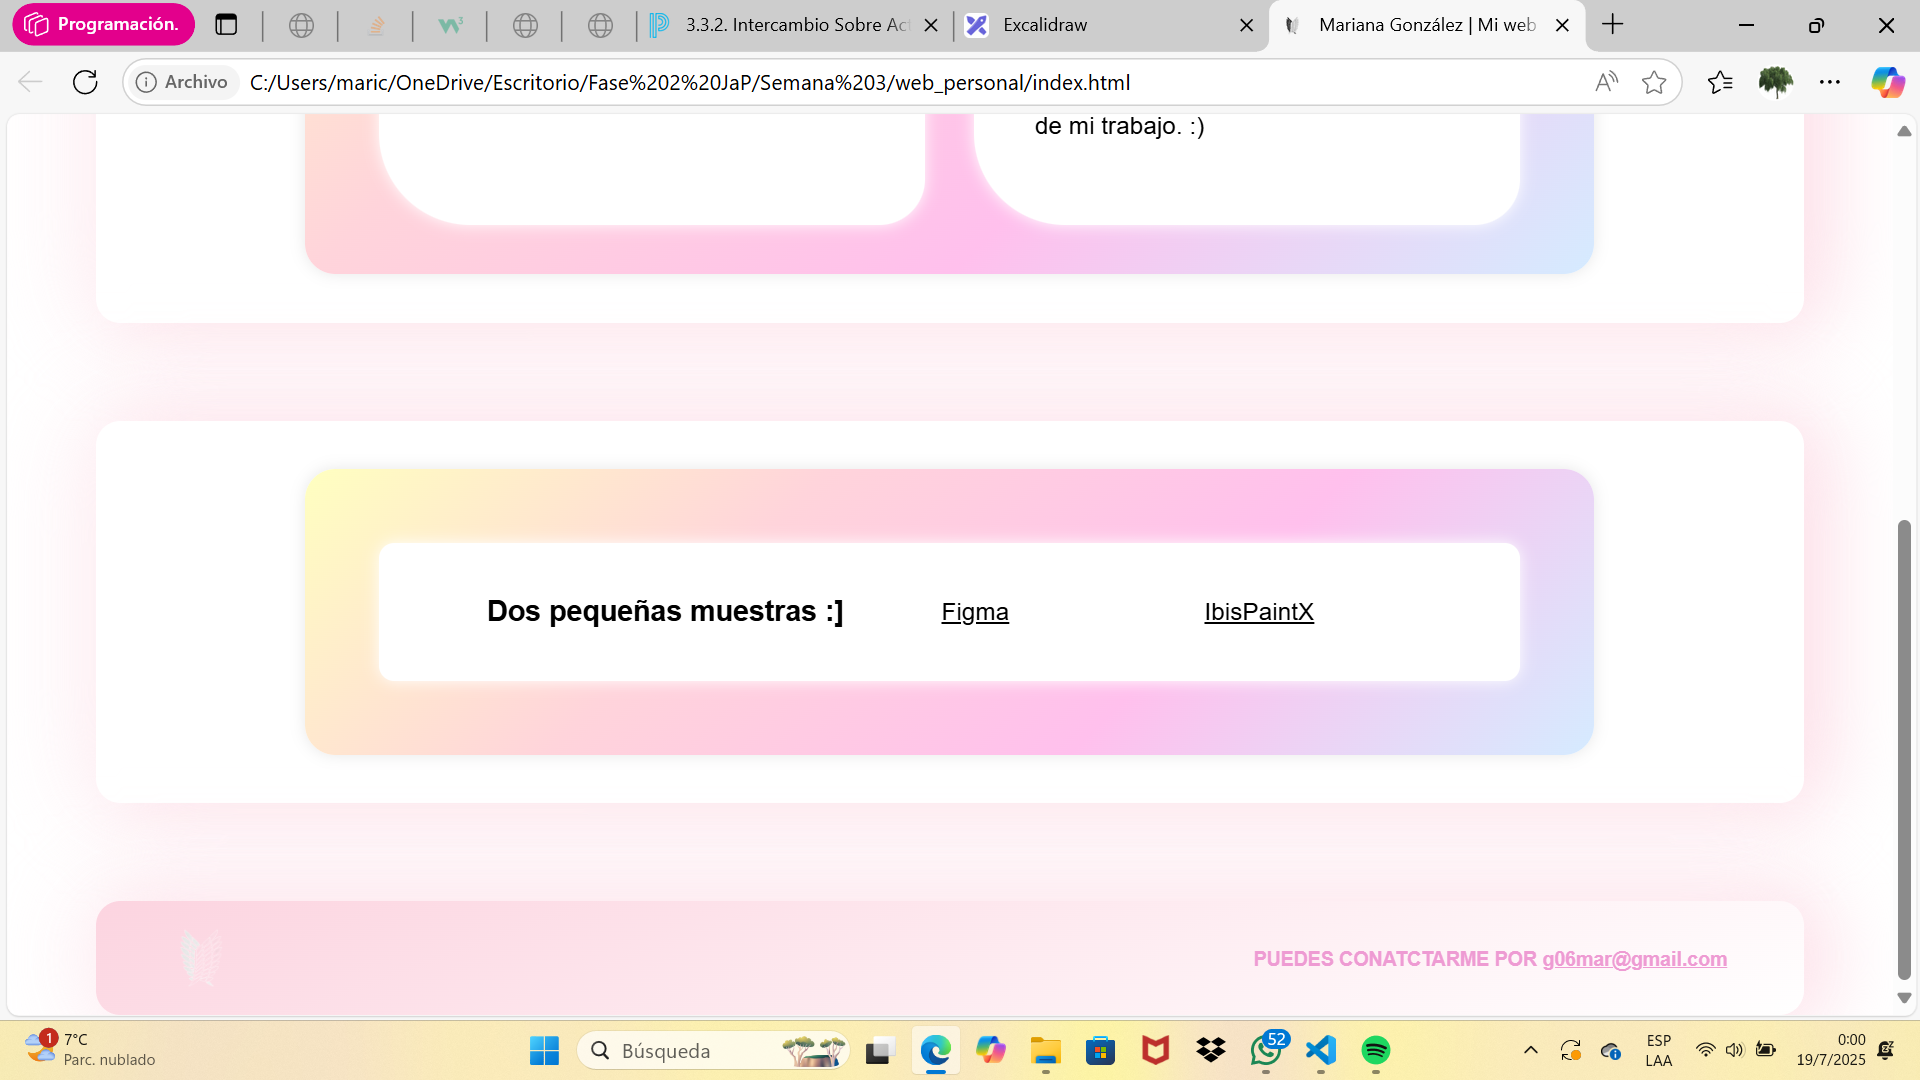 Programación.
3.3.2. Intercambio Sobre Act
Excalidraw
Mariana González | Mi web
Archivo
C:/Users/maric/OneDrive/Escritorio/Fase%202%20JaP/Semana%203/web_personal/index.html
de mi trabajo. :)
Dos pequeñas muestras :]
Figma
IbisPaintX
PUEDES CONATCTARME POR g06mar@gmail.com
1
7°C
Parc. nublado
Búsqueda
52
ESP
LAA
0:00
19/7/2025